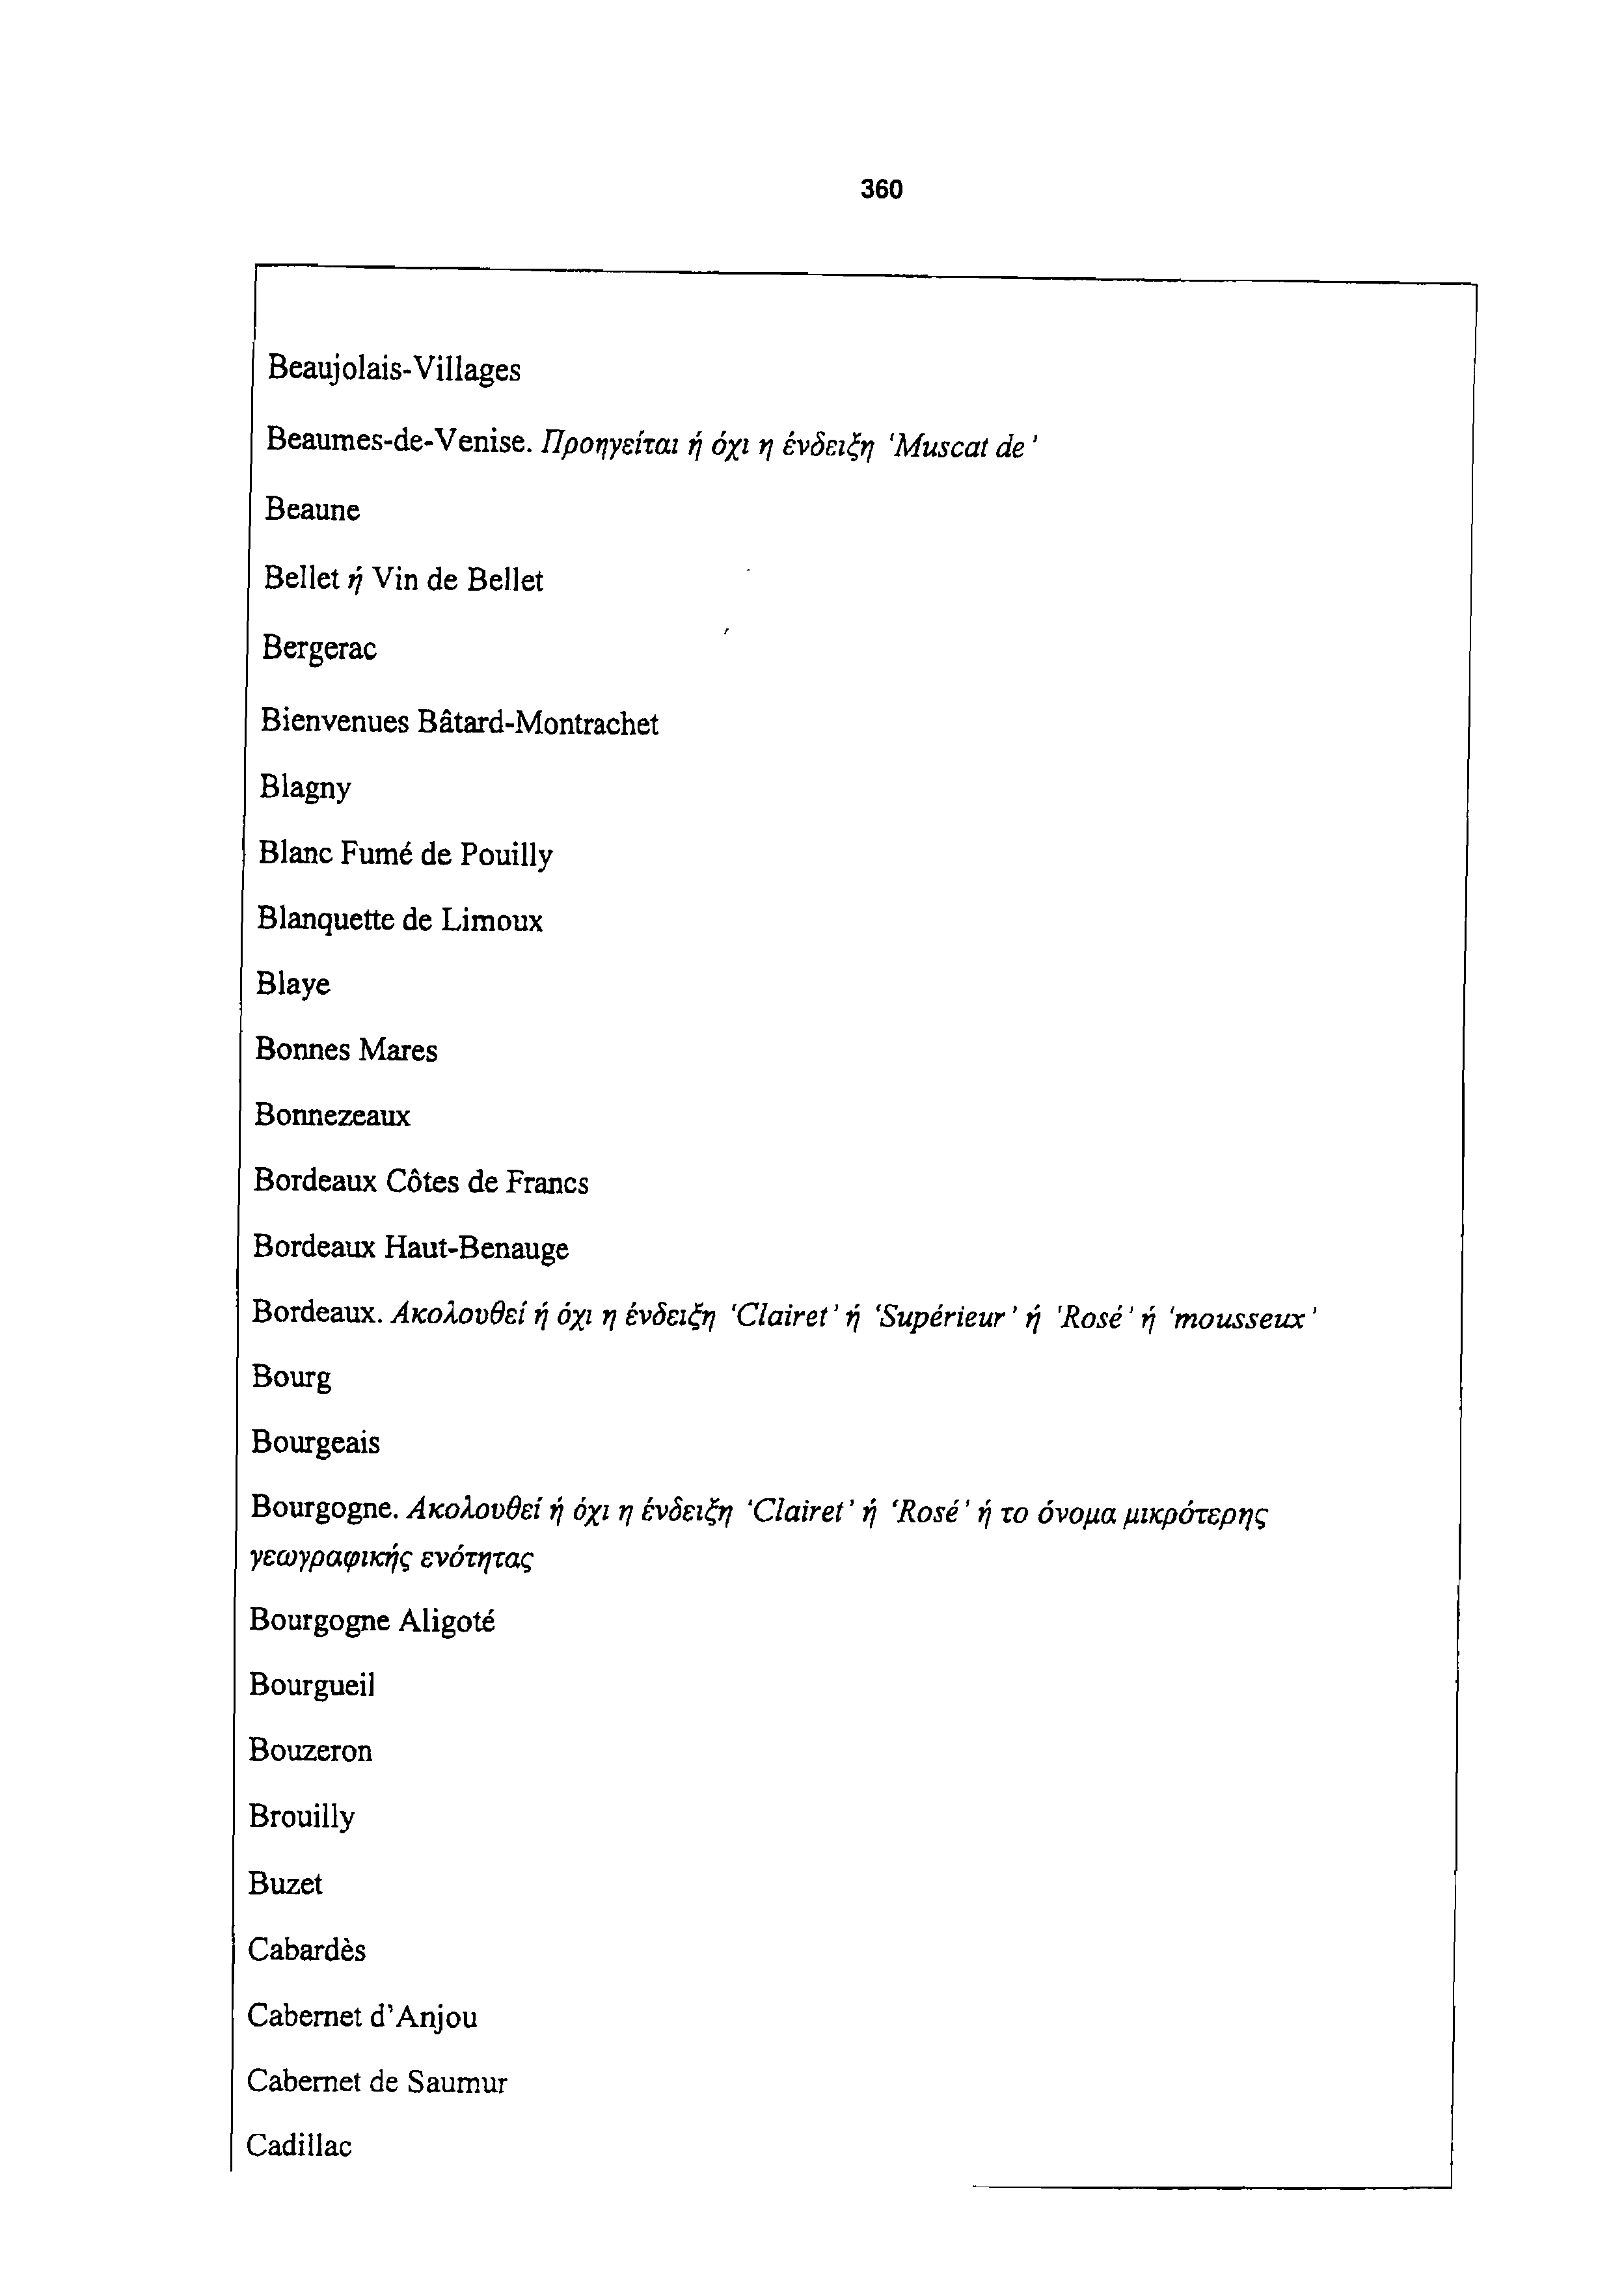 360
Beaujolais-Villages
Beaumes-de-Venise. Προηγείται ή όχι η ένδειξη 'Muscat de'
Beaune
Bellet ή Vin de Bellet
Bergerac
Bienvenues Bâtard-Montrachet
Blagny
Blanc Fumé de Pouilly
Blanquette de Limoux
Blaye
Bonnes Mares
Bonnezeaux
Bordeaux Côtes de Francs
Bordeaux Haut-Benauge
Bordeaux. Ακολουθεί ή όχι η ένδειξη 'Clairet' ή 'Supérieur' ή 'Rosé' ή 'mousseux'
Bourg
Bourgeais
Bourgogne. Ακολουθεί ή όχι η ένδειξη 'Clairet' ή 'Rosé' ή το όνομα μικρότερης
γεωγραφικής ενότητας
Bourgogne Aligoté
Bourgueil
Bouzeron
Brouilly
Buzet
Cabardès
Cabernet d'Anjou
Cabernet de Saumur
Cadillac